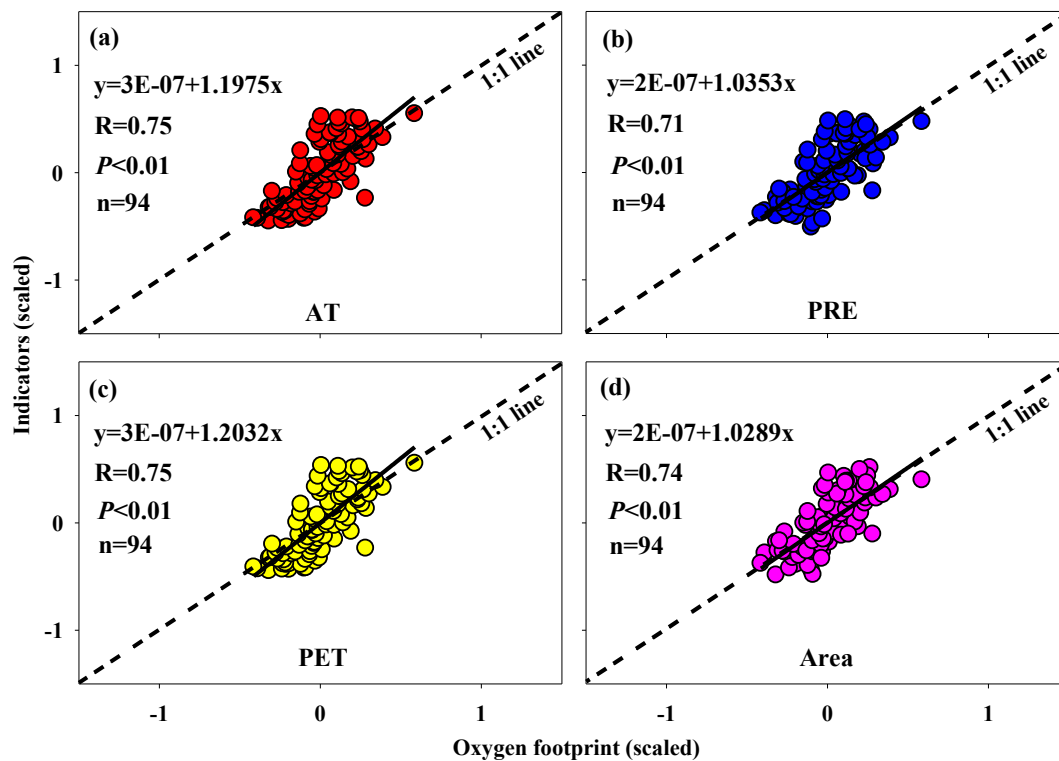 (a)
y=3E-07+1.1975x
R=0.75
P<0.01
n=94
1:1 line
AT
1
0
-1
(b)
y=2E-07+1.0353x
R=0.71
P<0.01
n=94
1:1 line
PRE
Indicators (scaled)
(c)
y=3E-07+1.2032x
R=0.75
P<0.01
n=94
1:1 line
PET
1
0
-1
-1
0
1
(d)
y=2E-07+1.0289x
R=0.74
P<0.01
n=94
1:1 line
Area
-1
0
1
Oxygen footprint (scaled)